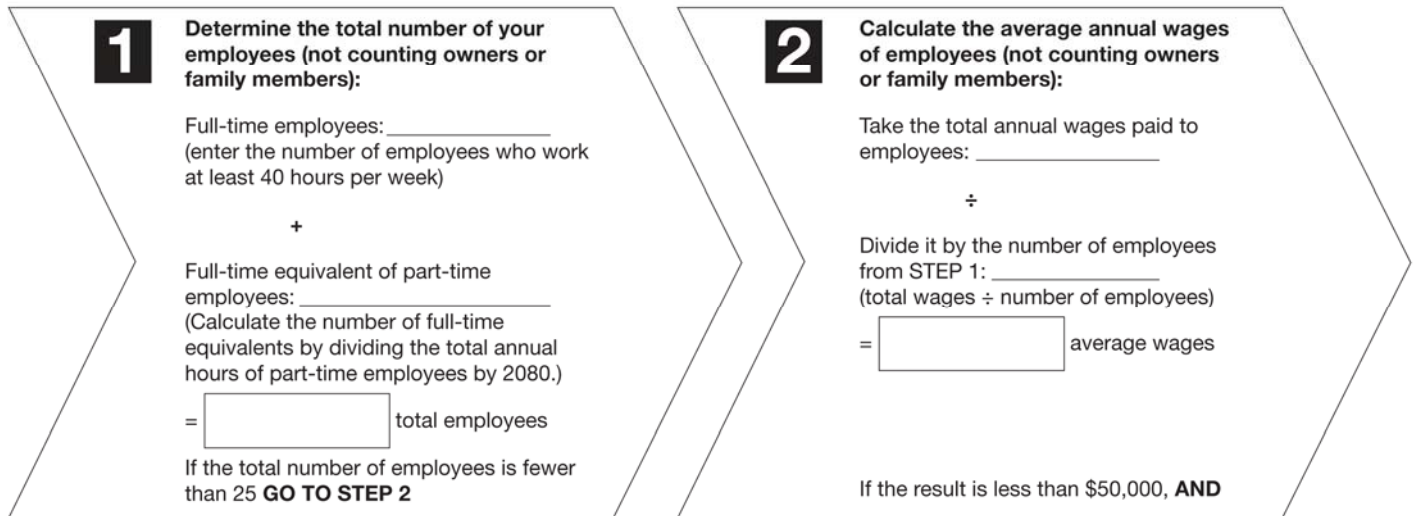 1
Determine the total number of your
employees (not counting owners or
family members):
Full-time employees: _______________
(enter the number of employees who work
at least 40 hours per week)
+
Full-time equivalent of part-time
employees: _______________________
(Calculate the number of full-time
equivalents by dividing the total annual
hours of part-time employees by 2080.)
= total employees
If the total number of employees is fewer
than 25 GO TO STEP 2
2
Calculate the average annual wages
of employees (not counting owners
or family members):
Take the total annual wages paid to
employees: _________________
÷
Divide it by the number of employees
from STEP 1: _______________
(total wages ÷ number of employees)
= average wages
If the result is less than $50,000, AND